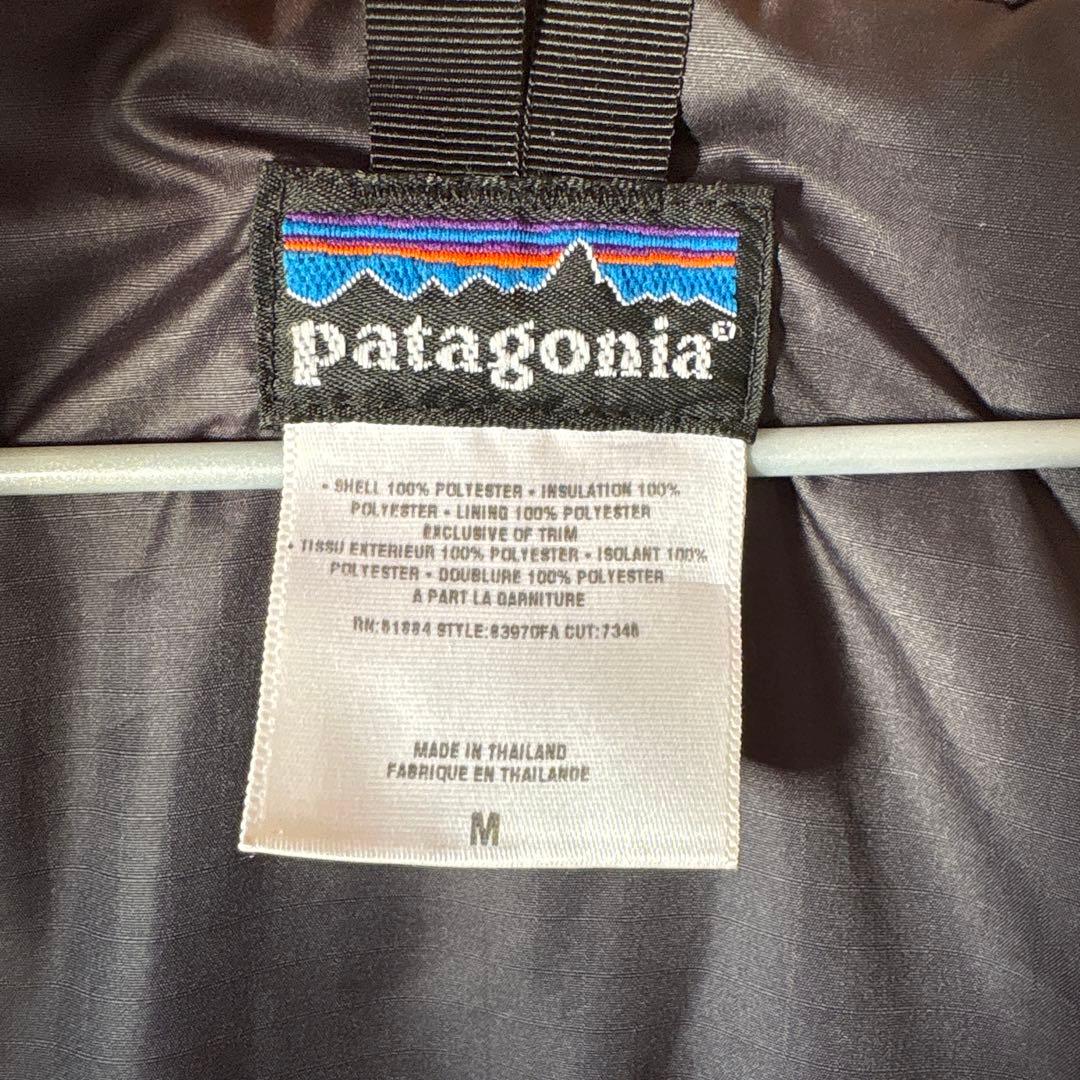 patagonia®
• SHELL 100% POLYESTER • INSULATION 100%
POLYESTER • LINING 100% POLYESTER
EXCLUSIVE OF TRIM
• TISSU EXTERIEUR 100% POLYESTER • ISOLANT 100%
POLYESTER • DOUBLURE 100% POLYESTER
A PART LA GARNITURE
RN:51884 STYLE:83970FA CUT:7346
MADE IN THAILAND
FABRIQUE EN THAILANDE
M